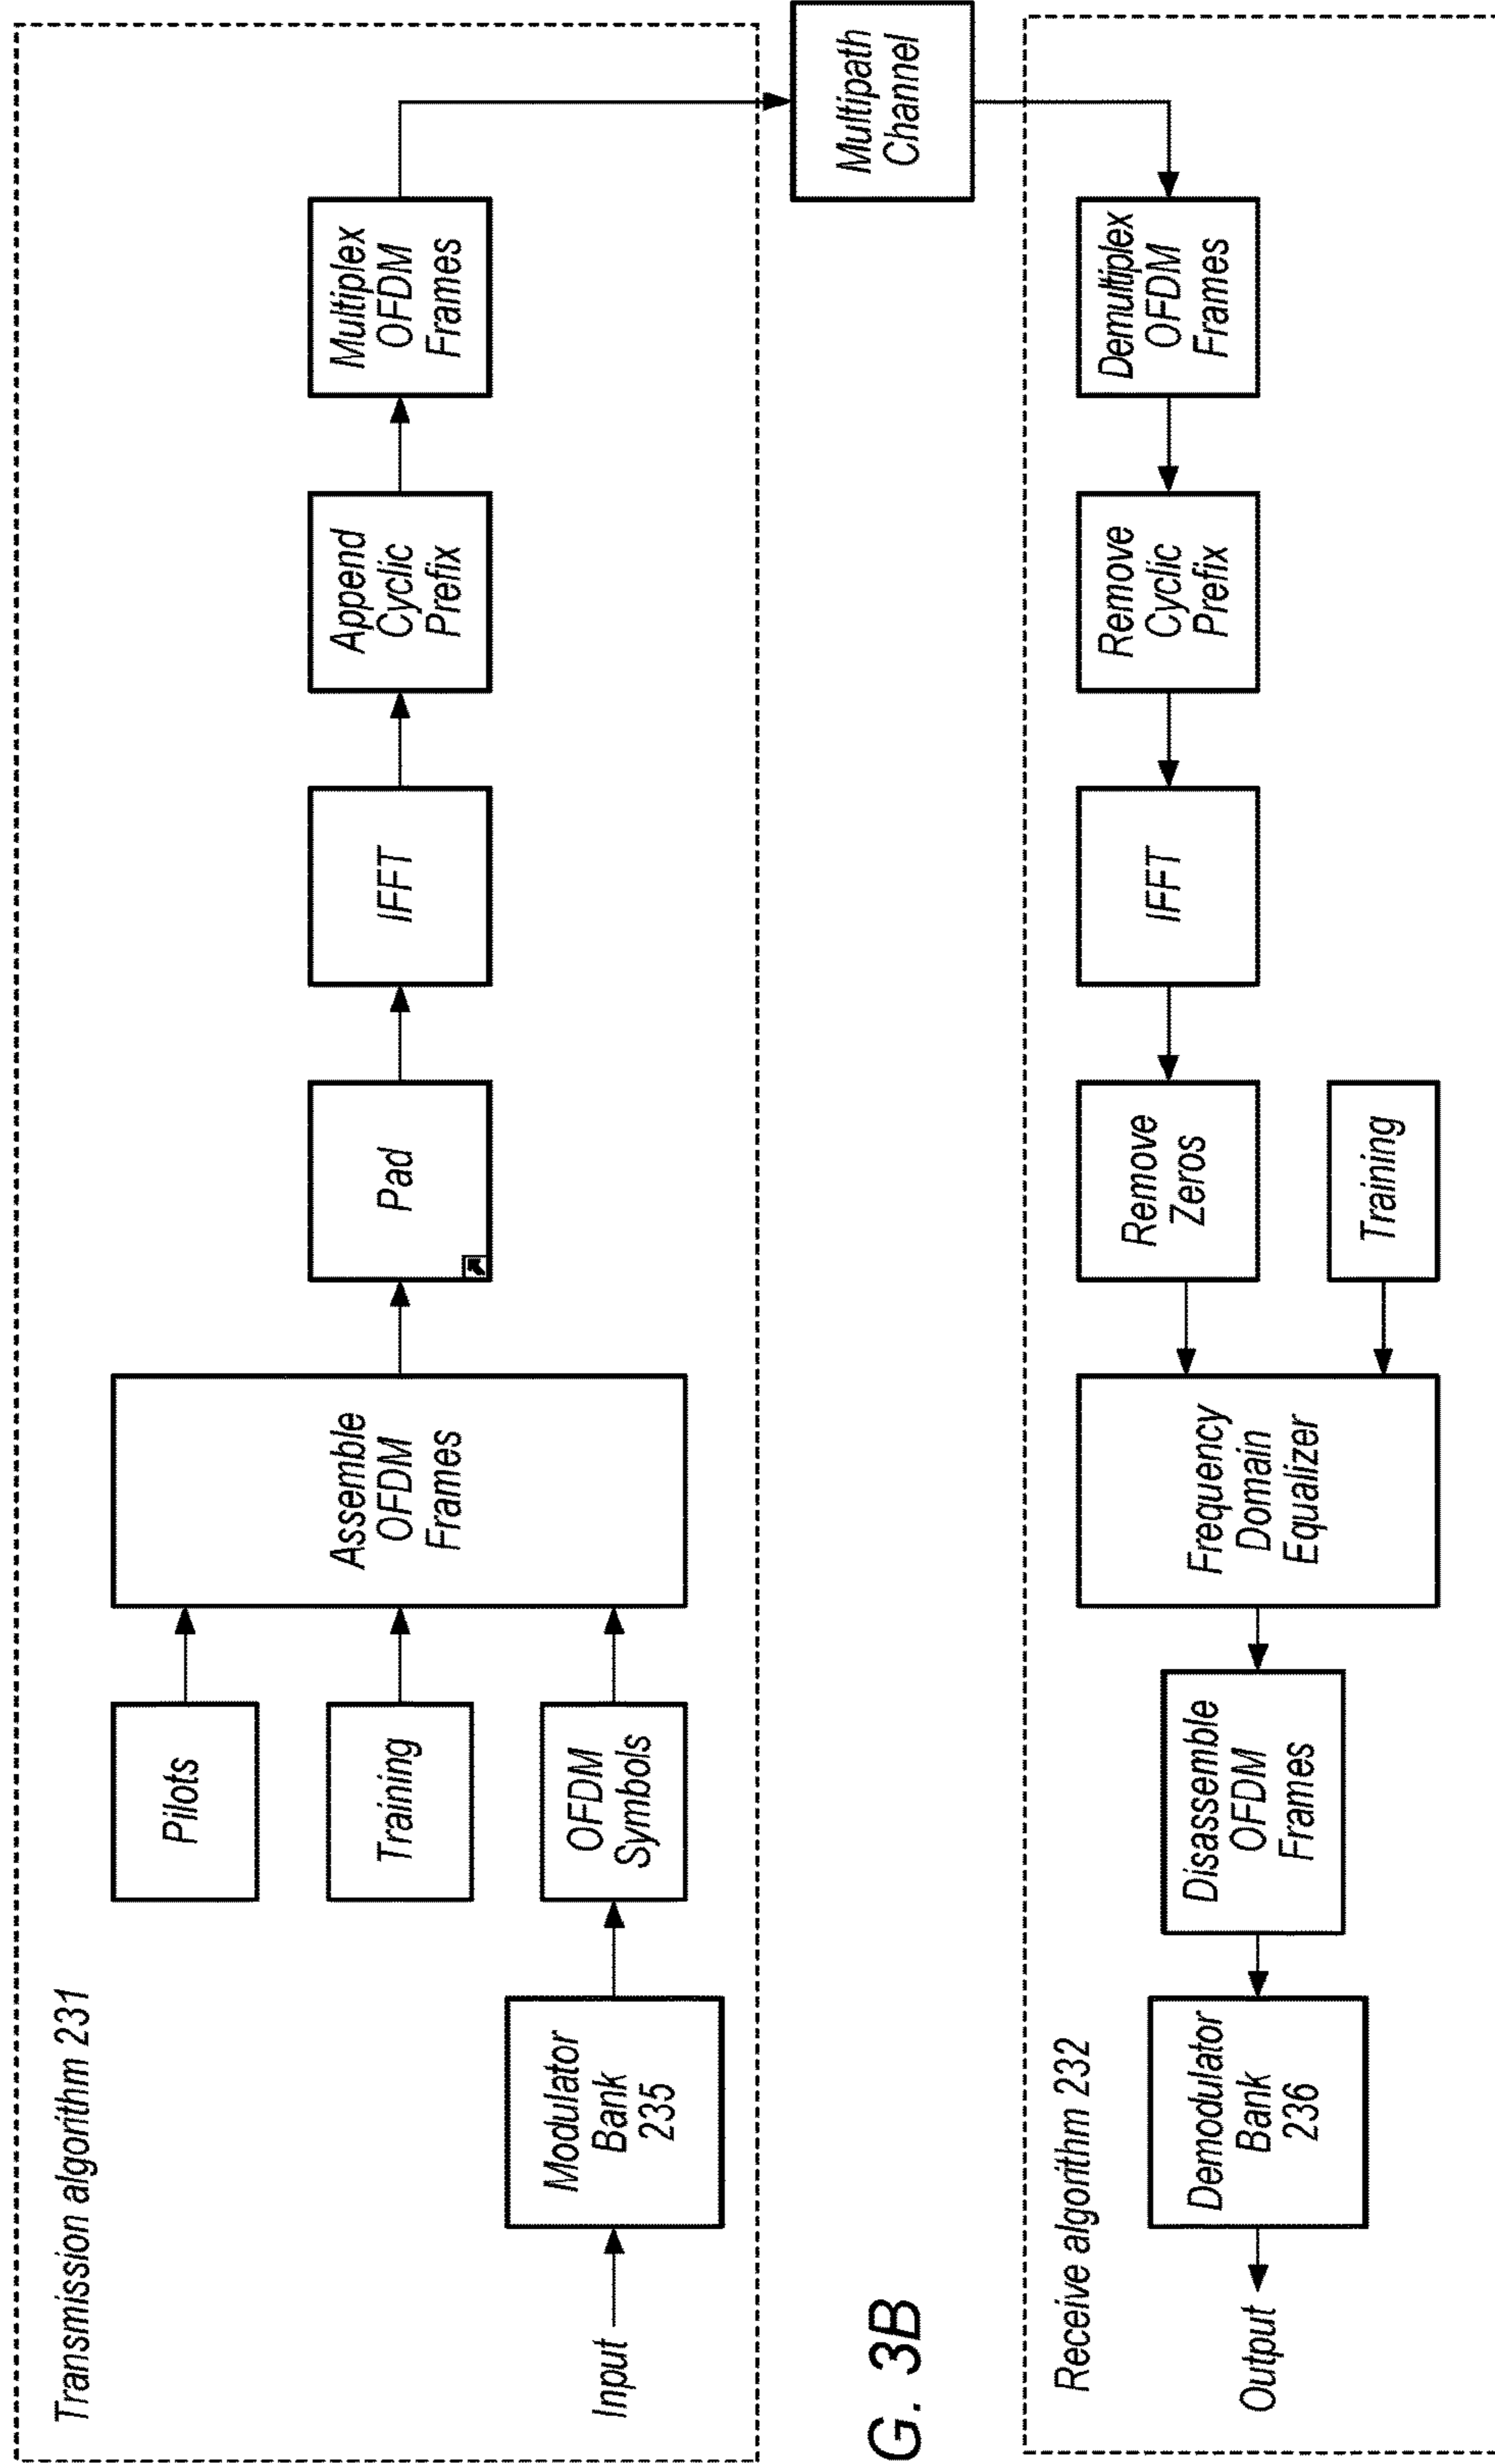 Transmission algorithm 231
Input
Modulator
Bank
235
Pilots
Training
OFDM
Symbols
Assemble
OFDM
Frames
Pad
IFFT
Append
Cyclic
Prefix
Multiplex
OFDM
Frames
Multipath
Channel
G. 3B
Receive algorithm 232
Output
Demodulator
Bank
236
Disassemble
OFDM
Frames
Frequency
Domain
Equalizer
Remove
Zeros
Training
IFFT
Remove
Cyclic
Prefix
Demultiplex
OFDM
Frames